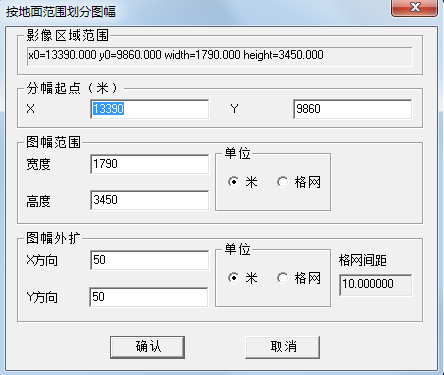 按地面范围划分图幅
影像区域范围
x0=13390.000 y0=9860.000 width=1790.000 height=3450.000
分幅起点（米）
X 13390 Y 9860
图幅范围
宽度 1790
高度 3450
单位
米 格网
图幅外扩
X方向 50
Y方向 50
单位
米 格网
格网间距
10.000000
确认 取消